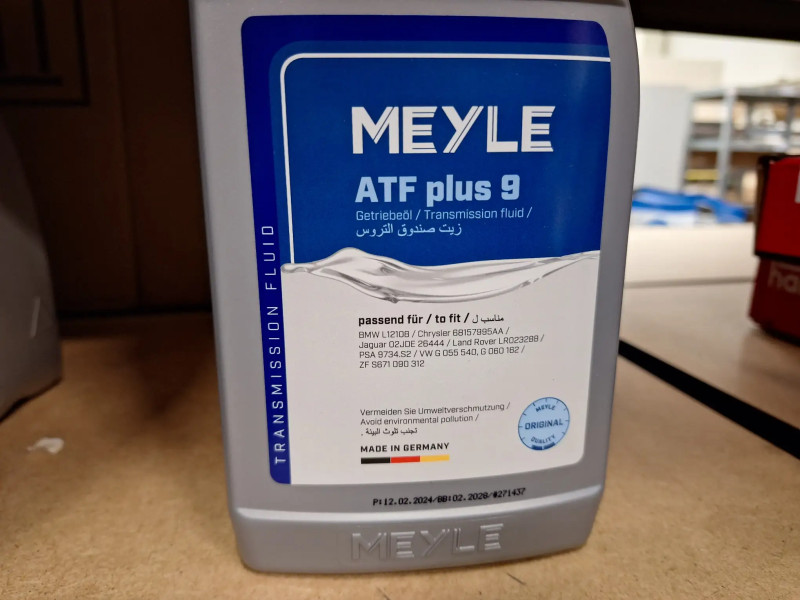 MEYLE
ATF plus 9
Getriebeöl / Transmission fluid /
زيت صندوق التروس
TRANSMISSION FLUID
passend für / to fit / مناسب ل
BMW L12108 / Chrysler 68157995AA /
Jaguar 02JDE 26444 / Land Rover LR023288 /
PSA 9734.S2 / VW G 055 540, G 060 162 /
ZF S671 090 312
Vermeiden Sie Umweltverschmutzung /
Avoid environmental pollution /
تجنب تلوث البيئة .
MADE IN GERMANY
MEYLE
ORIGINAL
QUALITY
P:12.02.2024/BB:02.2028/#271437
MEYLE